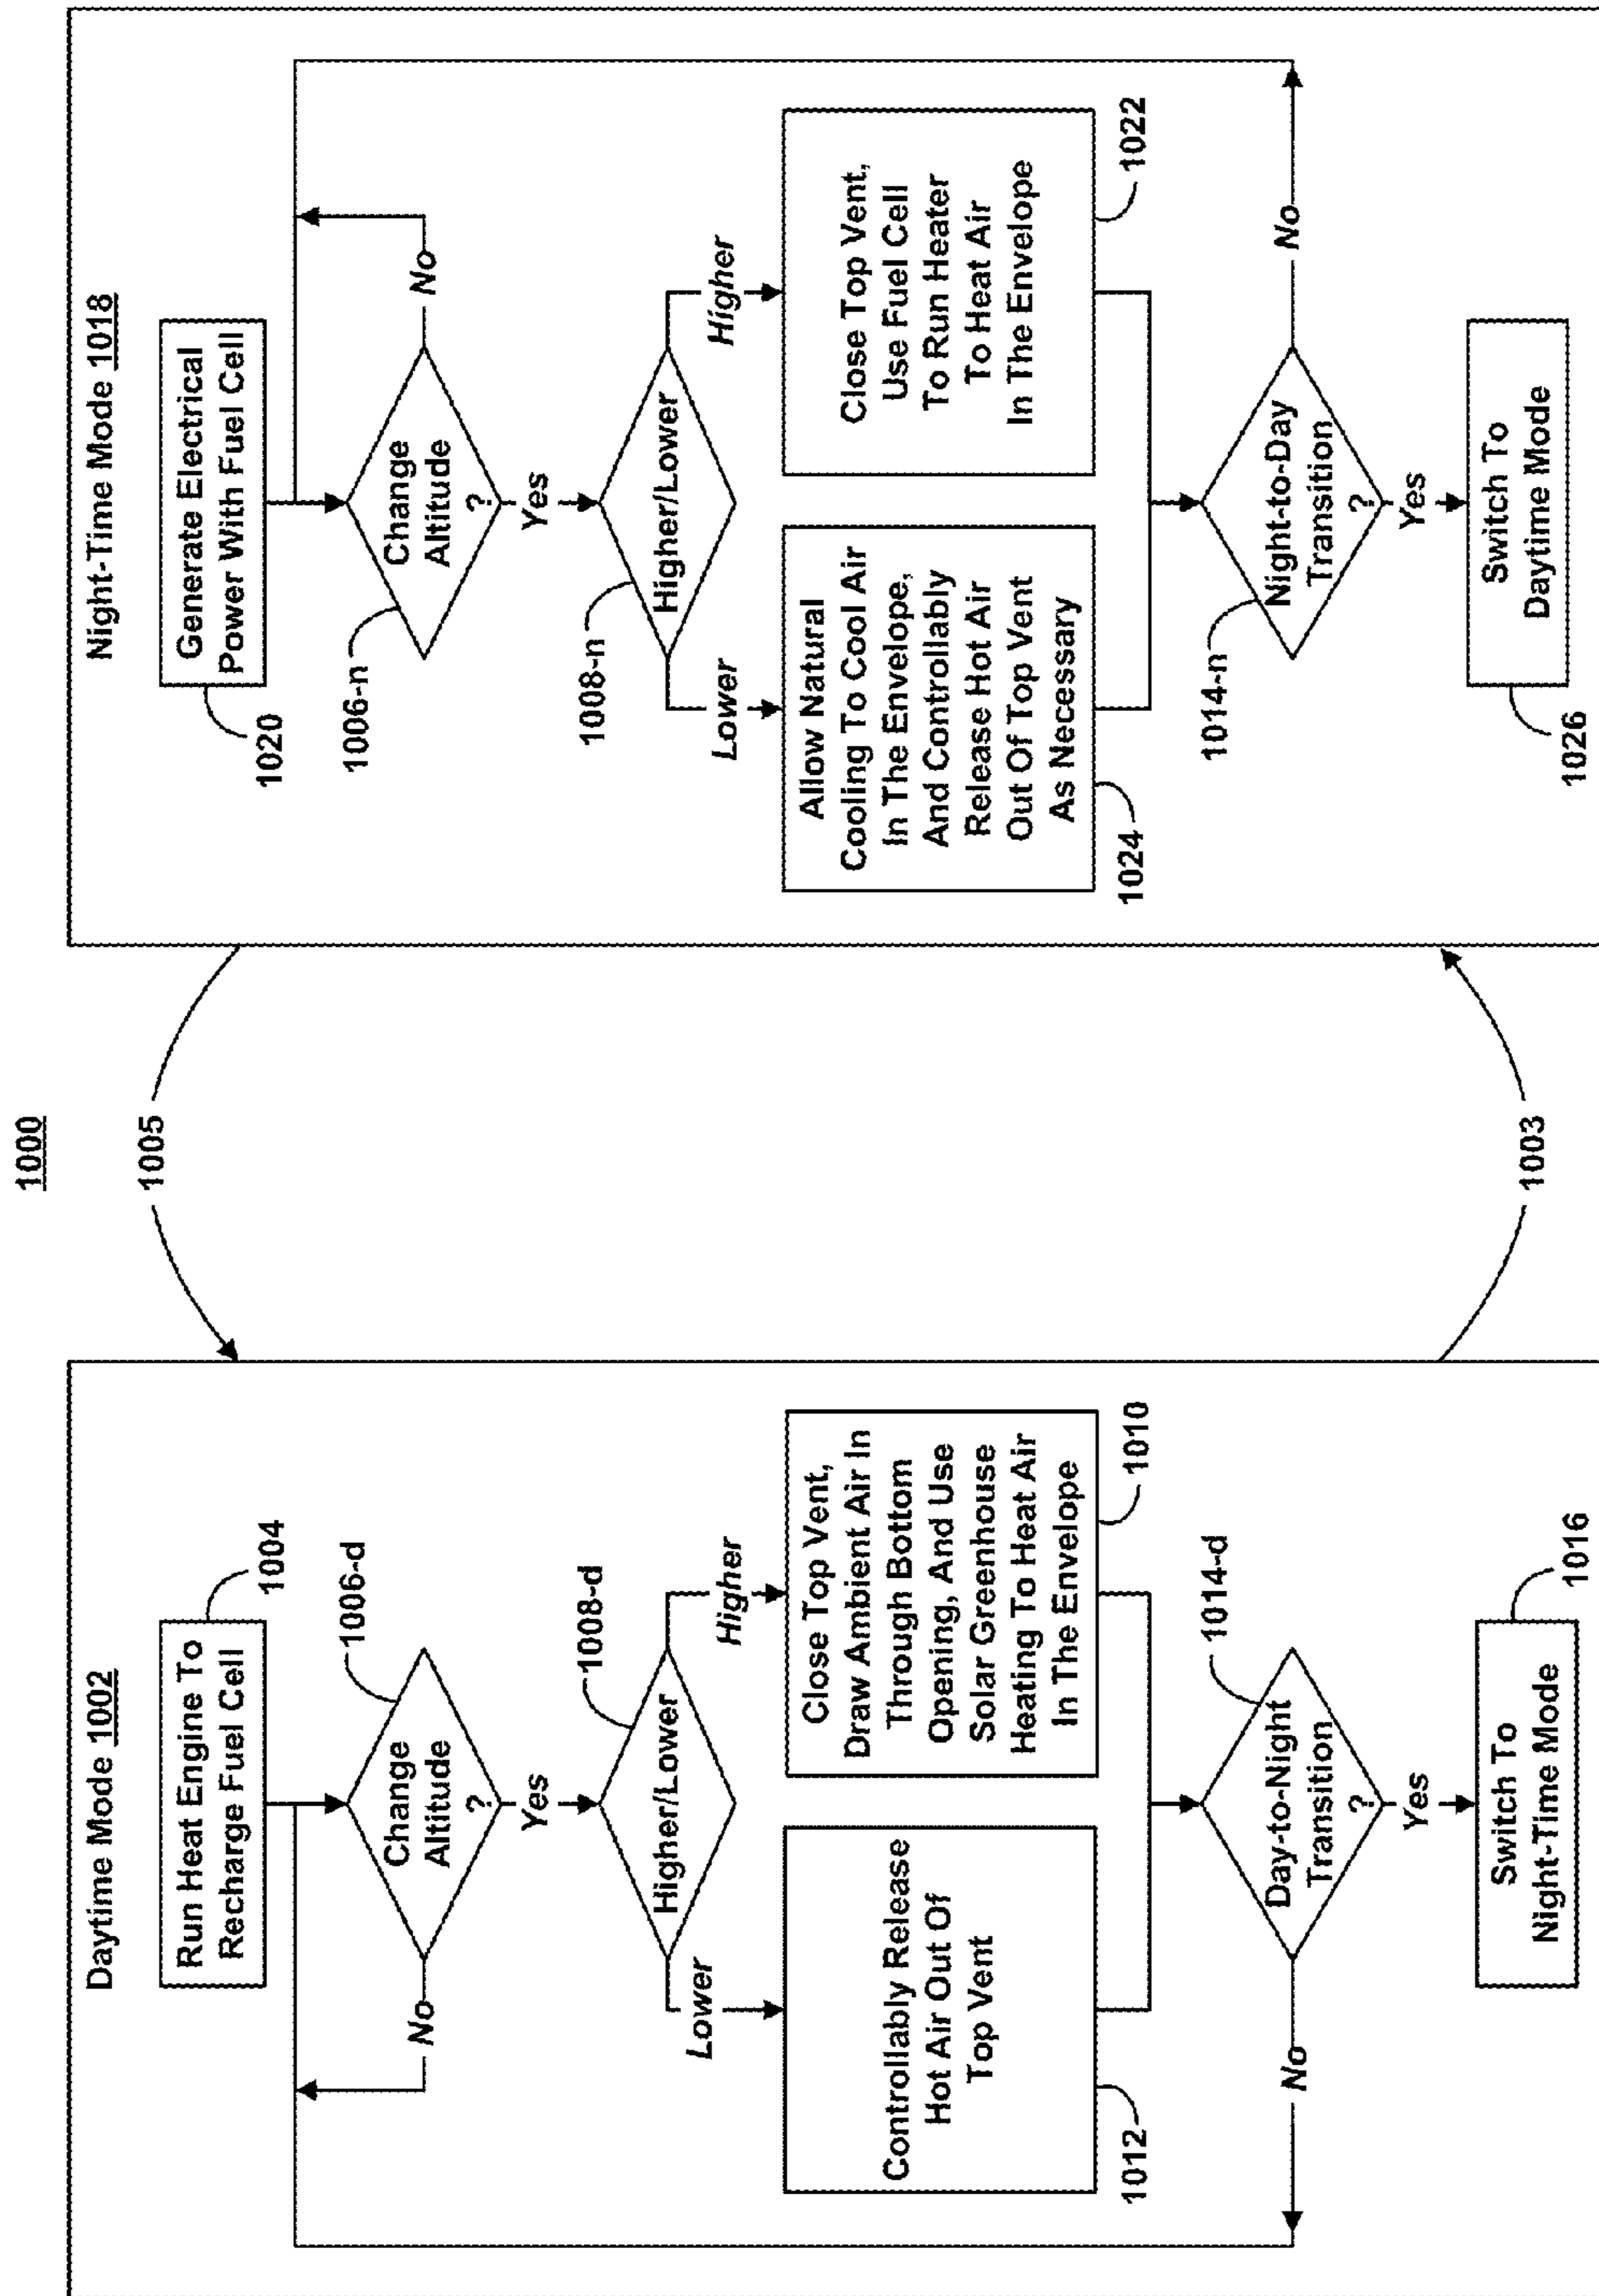 1000
Daytime Mode 1002
Run Heat Engine To
Recharge Fuel Cell
1004
Change
Altitude
?
1006-d
No
Yes
Higher/Lower
1008-d
Lower
Higher
Controllably Release
Hot Air Out Of
Top Vent
1012
Close Top Vent,
Draw Ambient Air In
Through Bottom
Opening, And Use
Solar Greenhouse
Heating To Heat Air
In The Envelope
1010
Day-to-Night
Transition
?
1014-d
No
Yes
Switch To
Night-Time Mode
1016
1005
1003
Night-Time Mode 1018
Generate Electrical
Power With Fuel Cell
1020
Change
Altitude
?
1006-n
No
Yes
Higher/Lower
1008-n
Lower
Higher
Allow Natural
Cooling To Cool Air
In The Envelope,
And Controllably
Release Hot Air
Out Of Top Vent
As Necessary
1024
Close Top Vent,
Use Fuel Cell
To Run Heater
To Heat Air
In The Envelope
1022
Night-to-Day
Transition
?
1014-n
No
Yes
Switch To
Daytime Mode
1026